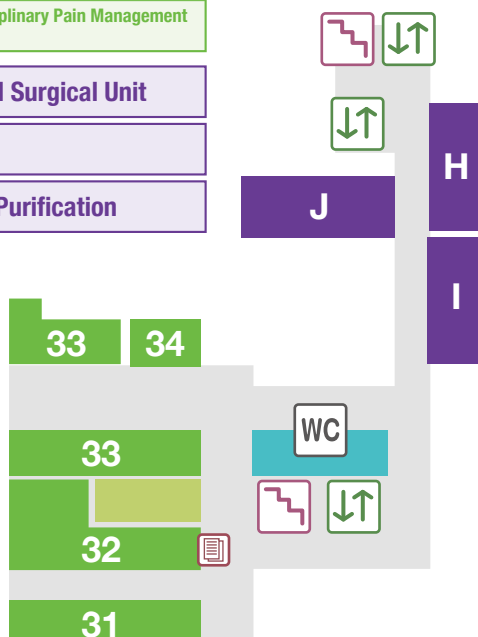 plinary Pain Management
Surgical Unit
Purification
H
J
I
33
34
WC
33
32
31